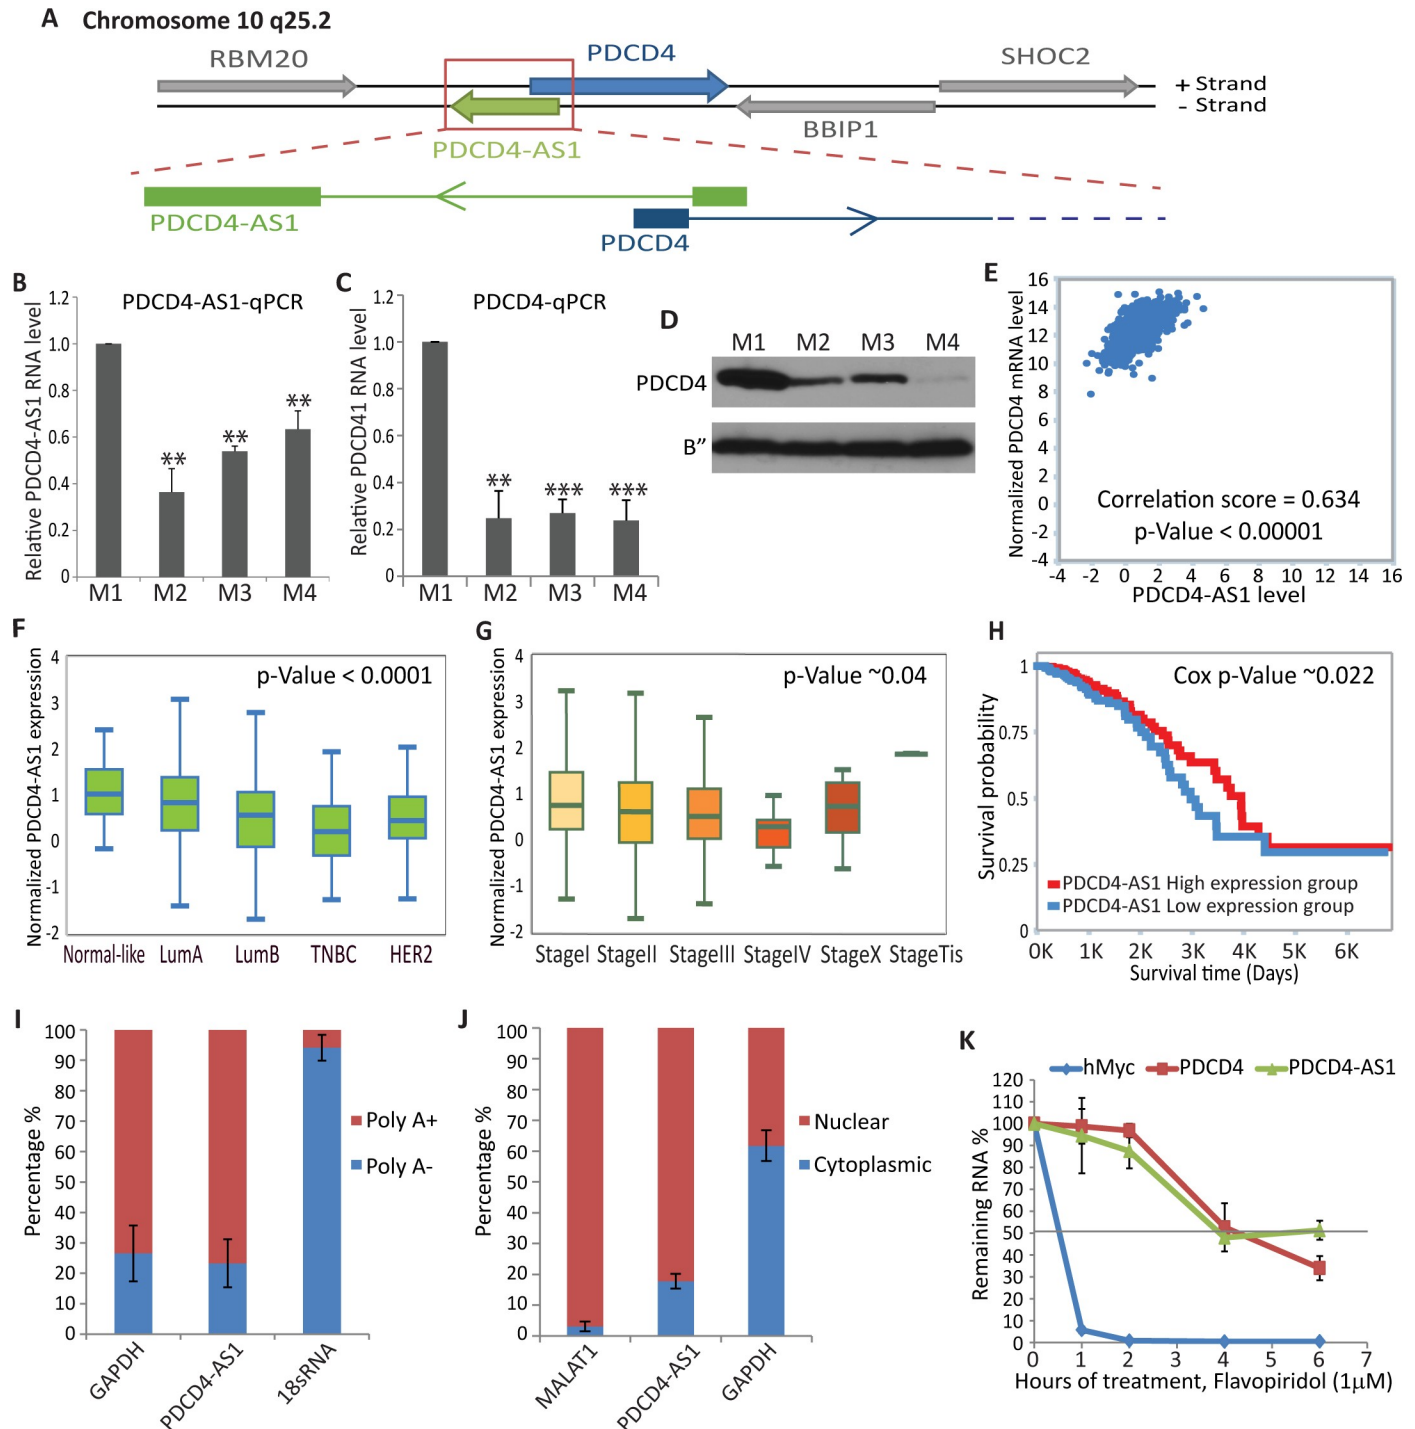 A Chromosome 10 q25.2
RBM20 PDCD4 SHOC2
+ Strand
- Strand
BBIP1
PDCD4-AS1
PDCD4-AS1
PDCD4
B
PDCD4-AS1-qPCR
Relative PDCD4-AS1 RNA level
1.2
1.0
0.8
0.6
0.4
0.2
0
** ** **
M1 M2 M3 M4
C
PDCD4-qPCR
Relative PDCD41 RNA level
1.2
1.0
0.8
0.6
0.4
0.2
0
** *** ***
M1 M2 M3 M4
D
M1 M2 M3 M4
PDCD4
B”
E
Normalized PDCD4 mRNA level
16
14
12
10
8
6
4
2
0
-2
-4
Correlation score = 0.634
p-Value < 0.00001
-4 -2 0 2 4 6 8 10 12 14 16
PDCD4-AS1 level
F
Normalized PDCD4-AS1 expression
p-Value < 0.0001
4
3
2
1
0
-1
-2
Normal-like LumA LumB TNBC HER2
G
Normalized PDCD4-AS1 expression
p-Value ~0.04
4
3
2
1
0
-1
-2
StageI StageII StageIII StageIV StageX StageTis
H
Survival probability
Cox p-Value ~0.022
1
0.75
0.5
0.25
0
PDCD4-AS1 High expression group
PDCD4-AS1 Low expression group
0K 1K 2K 3K 4K 5K 6K
Survival time (Days)
I
Percentage %
100
90
80
70
60
50
40
30
20
10
0
Poly A+
Poly A-
GAPDH PDCD4-AS1 18sRNA
J
Percentage %
100
90
80
70
60
50
40
30
20
10
0
Nuclear
Cytoplasmic
MALAT1 PDCD4-AS1 GAPDH
K
hMyc PDCD4 PDCD4-AS1
Remaining RNA %
120
110
100
90
80
70
60
50
40
30
20
10
0
0 1 2 3 4 5 6 7
Hours of treatment, Flavopiridol (1µM)